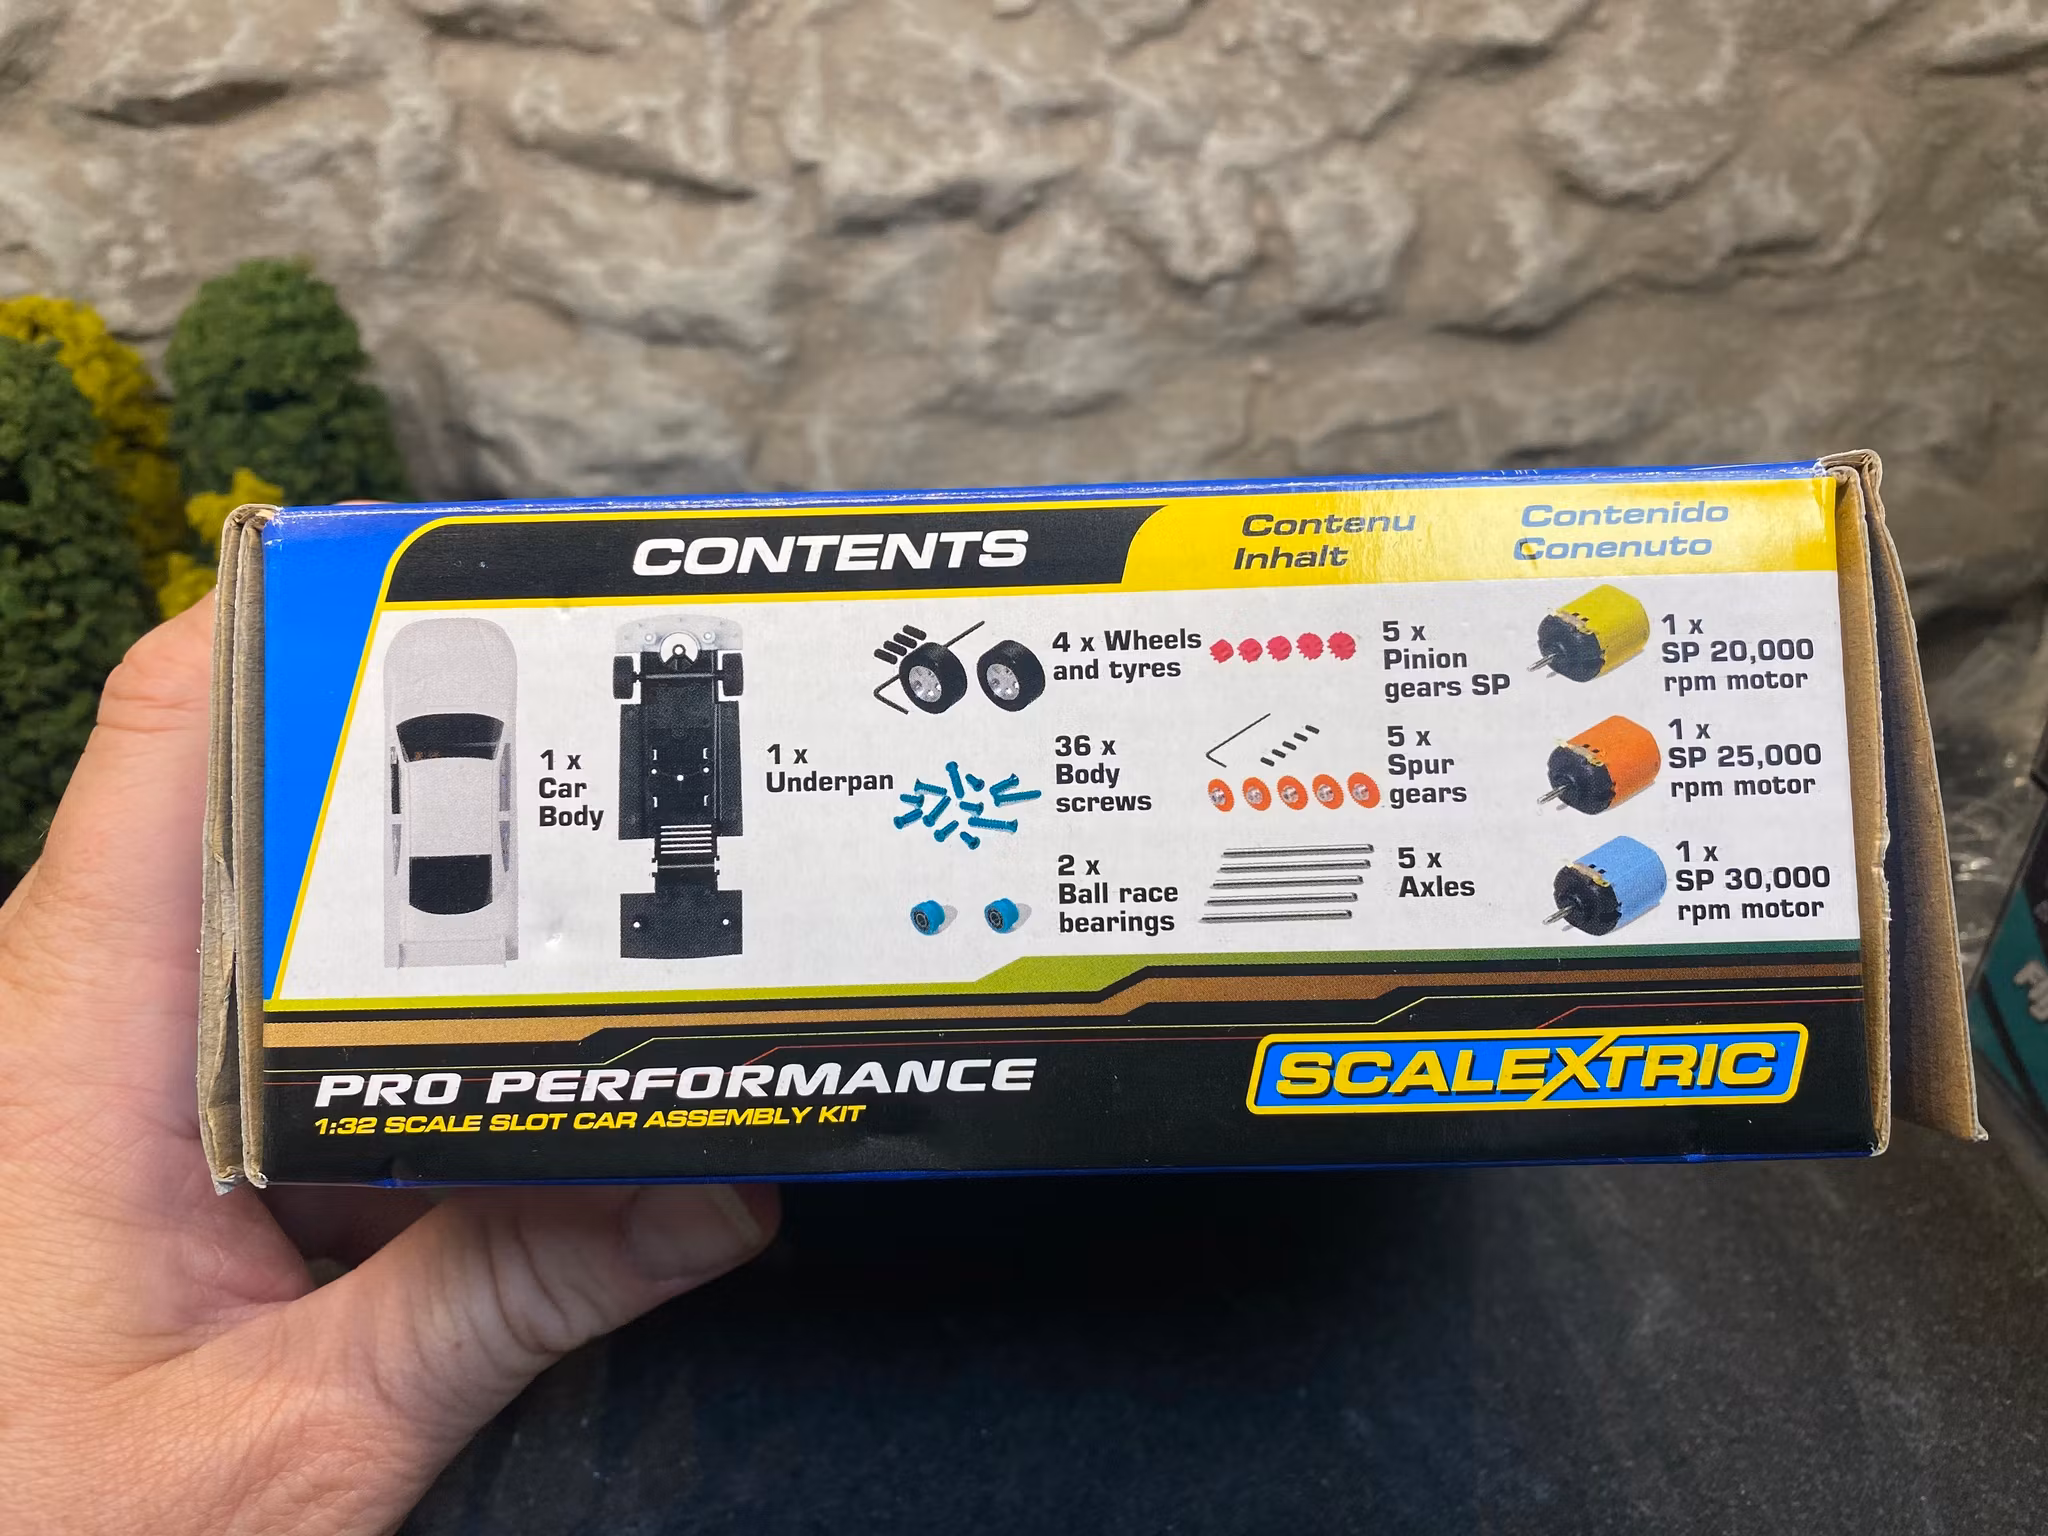 CONTENTS
Contenu
Inhalt
Contenido
Conenuto
1 x
Car
Body
1 x
Underpan
4 x Wheels
and tyres
36 x
Body
screws
2 x
Ball race
bearings
5 x
Pinion
gears SP
5 x
Spur
gears
5 x
Axles
1 x
SP 20,000
rpm motor
1 x
SP 25,000
rpm motor
1 x
SP 30,000
rpm motor
PRO PERFORMANCE
1:32 SCALE SLOT CAR ASSEMBLY KIT
SCALEXTRIC